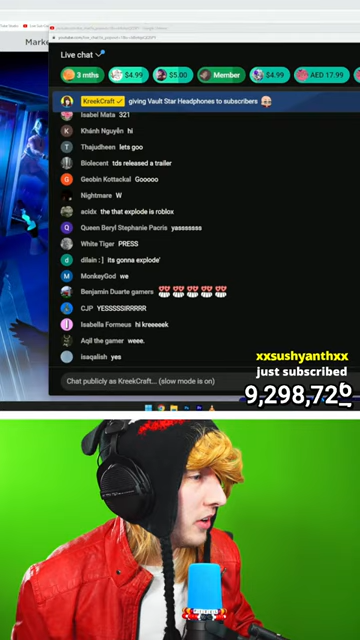 Marke
Live chat
3 mths
$4.99
$5.00
Member
$4.99
AED 17.99
KreekCraft giving Vault Star Headphones to subscribers
Isabel Mata 321
Khánh Nguyễn hi
Thajudheen lets goo
Biolecent tds released a trailer
Geobin Kottackal Gooooo
Nightmare W
acidx the that explode is roblox
Queen Beryl Stephanie Pacris yasssssss
White Tiger PRESS
dilain : ] its gonna explode'
MonkeyGod we
Benjamin Duarte gamers
CJP YESSSSSIRRRRR
Isabella Formeus hi kreeeeek
Aqil the gamer weee.
isaqalish yes
Chat publicly as KreekCraft... (slow mode is on)
xxsushyanthxx
just subscribed
9,298,72